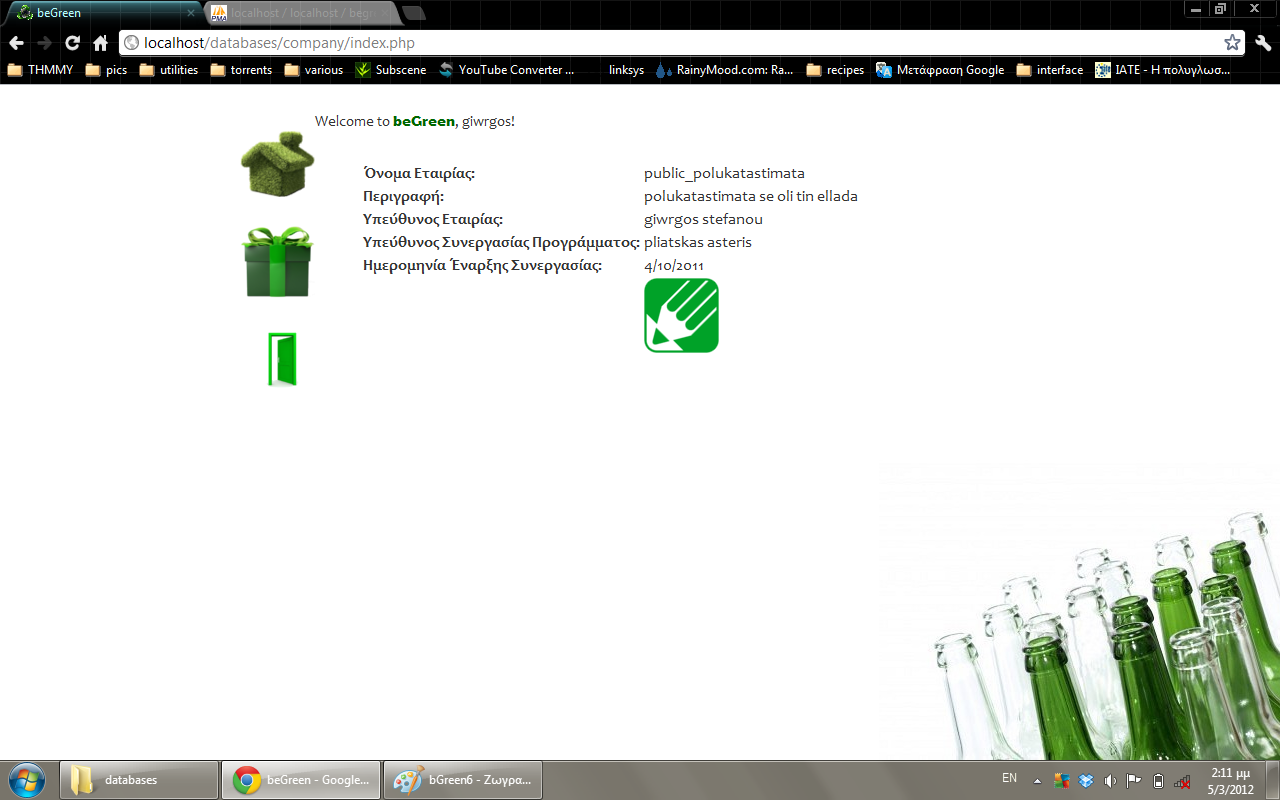 beGreen
localhost / localhost / begr
localhost/databases/company/index.php
THMMY pics utilities torrents various Subscene YouTube Converter ... linksys RainyMood.com: Ra... recipes Μετάφραση Google interface IATE - Η πολυγλωσ...
Welcome to beGreen, giwrgos!
Όνομα Εταιρίας: public_polukatastimata
Περιγραφή: polukatastimata se oli tin ellada
Υπεύθυνος Εταιρίας: giwrgos stefanou
Υπεύθυνος Συνεργασίας Προγράμματος: pliatskas asteris
Ημερομηνία Έναρξης Συνεργασίας: 4/10/2011
databases beGreen - Google... bGreen6 - Ζωγρα... EN 2:11 μμ
5/3/2012